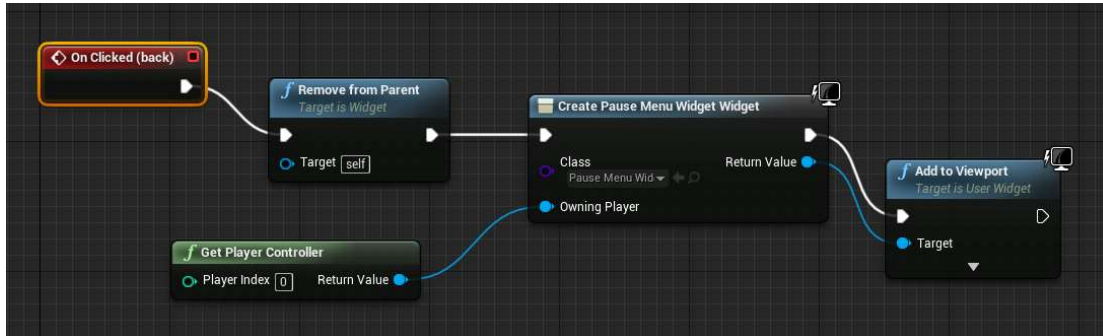 On Clicked (back)
Remove from Parent
Target is Widget
Target self
Create Pause Menu Widget Widget
Class
Return Value
Pause Menu Wid
Owning Player
Add to Viewport
Target is User Widget
Target
Get Player Controller
Player Index 0
Return Value